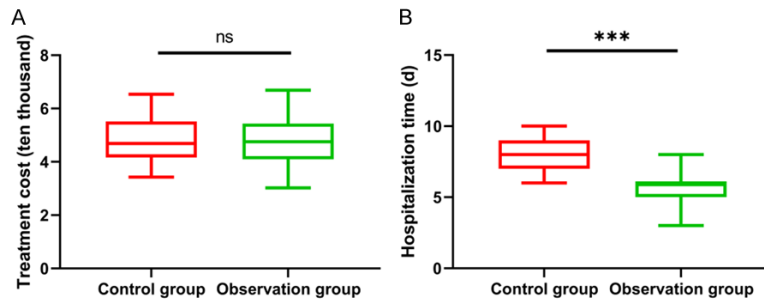 A
ns
Treatment cost (ten thousand)
8
6
4
2
0
Control group
Observation group
B
***
Hospitalization time (d)
15
10
5
0
Control group
Observation group